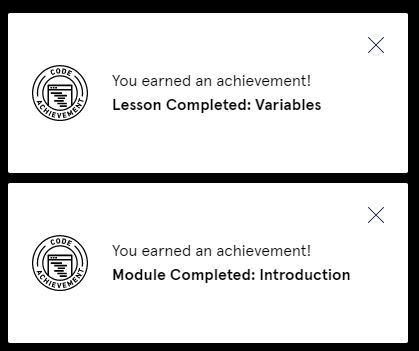 CODE
ACHIEVEMENT
You earned an achievement!
Lesson Completed: Variables
CODE
ACHIEVEMENT
You earned an achievement!
Module Completed: Introduction